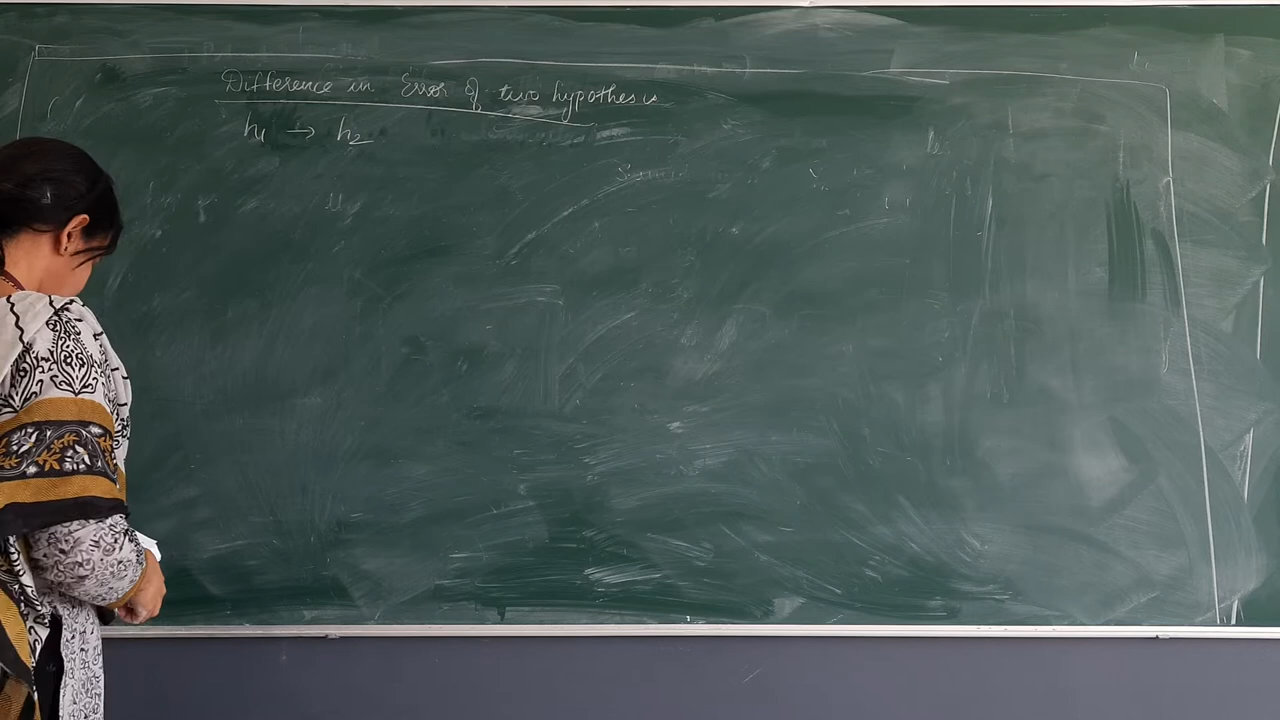 Difference in Error of two hypothesis
h₁ → h₂